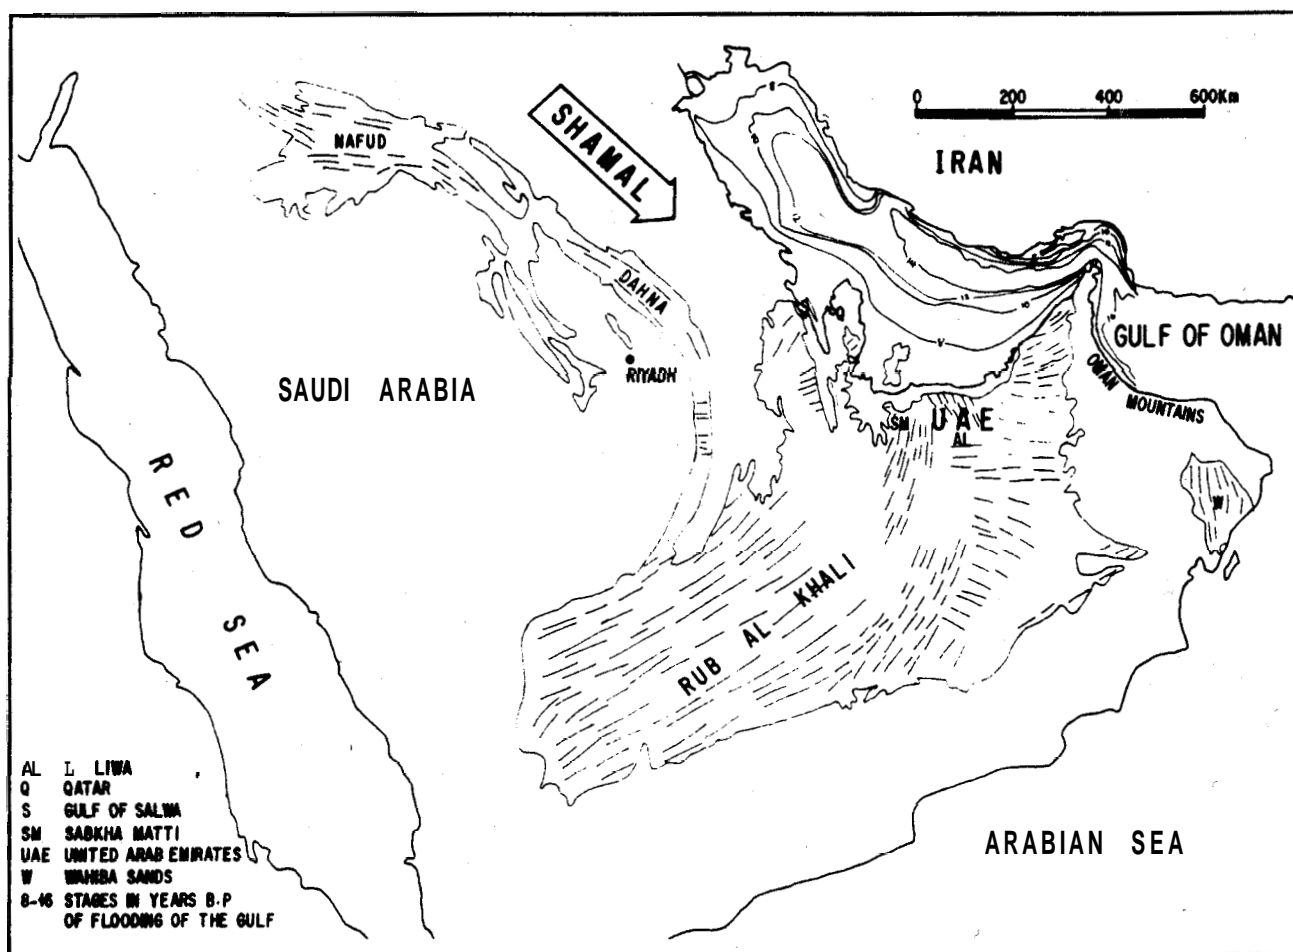 0 200 400 600Km
SHAMAL
NAFUD
IRAN
DAHNA
GULF OF OMAN
RIYADH
SAUDI ARABIA
OMAN MOUNTAINS
SM
U A E
AL
RED SEA
W
RUB AL KHALI
ARABIAN SEA
AL L LIWA
Q QATAR
S GULF OF SALWA
SM SABKHA MATTI
UAE UNITED ARAB EMIRATES
W WAHIBA SANDS
8-16 STAGES IN YEARS B.P
OF FLOODING OF THE GULF